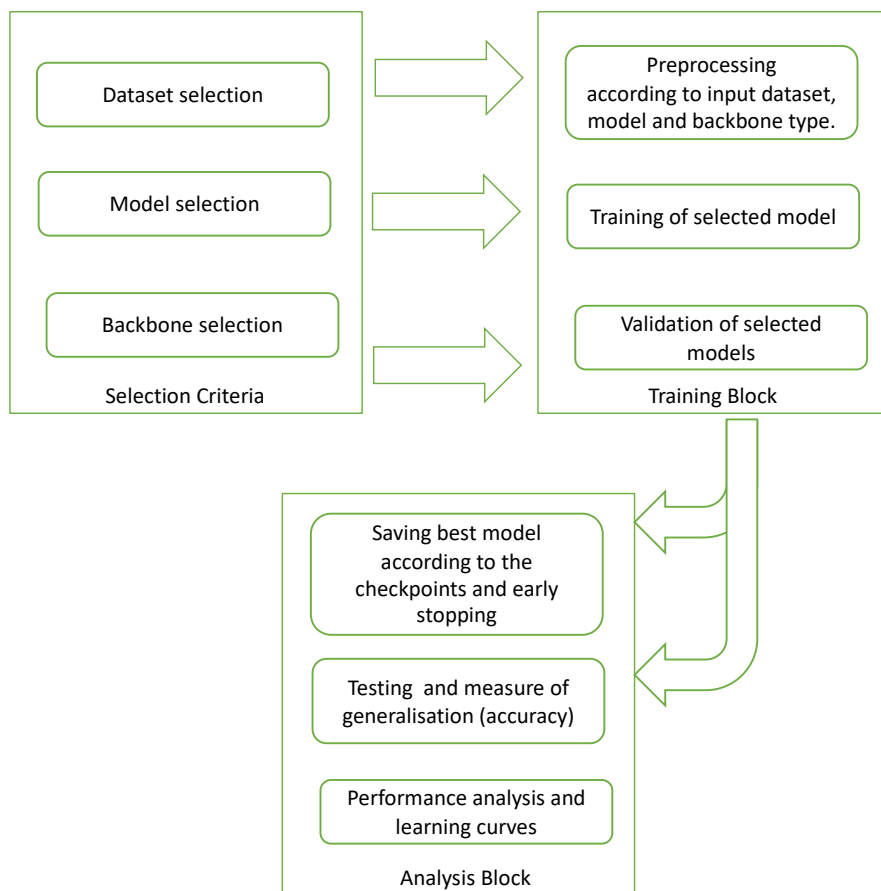 Dataset selection
Model selection
Backbone selection
Selection Criteria
Preprocessing
according to input dataset,
model and backbone type.
Training of selected model
Validation of selected
models
Training Block
Saving best model
according to the
checkpoints and early
stopping
Testing and measure of
generalisation (accuracy)
Performance analysis and
learning curves
Analysis Block